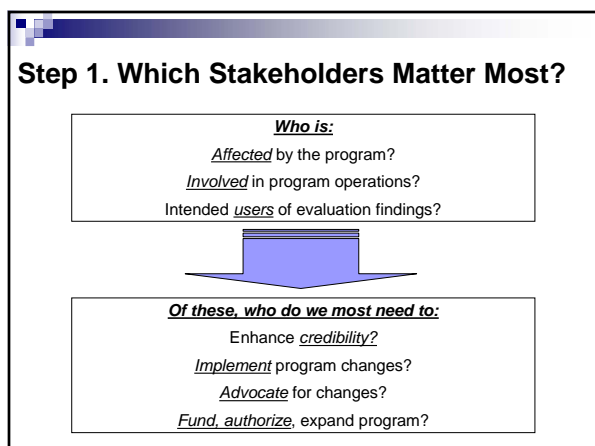 Step 1. Which Stakeholders Matter Most?
Who is:
Affected by the program?
Involved in program operations?
Intended users of evaluation findings?
Of these, who do we most need to:
Enhance credibility?
Implement program changes?
Advocate for changes?
Fund, authorize, expand program?